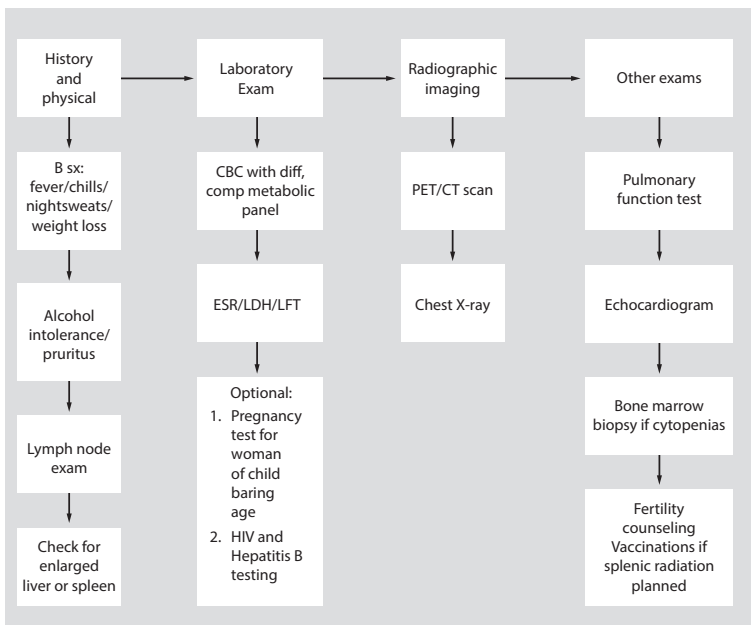 History
and
physical
B sx:
fever/chills/
nightsweats/
weight loss
Alcohol
intolerance/
pruritus
Lymph node
exam
Check for
enlarged
liver or spleen
Laboratory
Exam
CBC with diff,
comp metabolic
panel
ESR/LDH/LFT
Optional:
1. Pregnancy
test for
woman
of child
baring
age
2. HIV and
Hepatitis B
testing
Radiographic
imaging
PET/CT scan
Chest X-ray
Other exams
Pulmonary
function test
Echocardiogram
Bone marrow
biopsy if cytopenias
Fertility
counseling
Vaccinations if
splenic radiation
planned